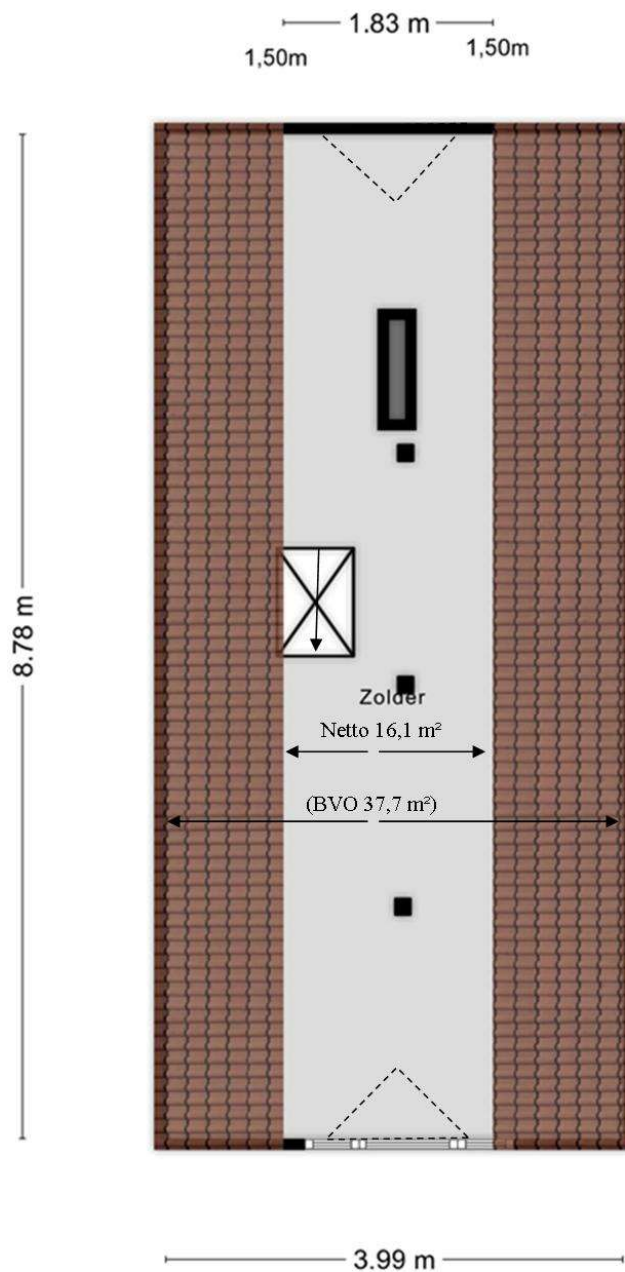 1.83 m
1,50m
1,50m
8.78 m
Zolder
Netto 16,1 m²
(BVO 37,7 m²)
3.99 m